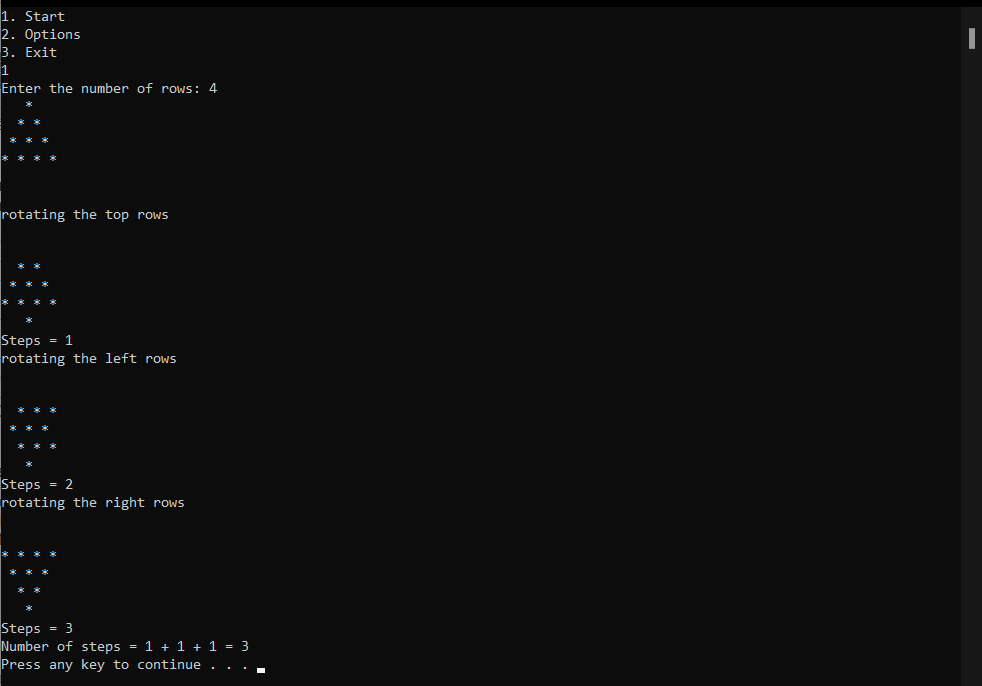 1. Start
2. Options
3. Exit
1
Enter the number of rows: 4
   *
  * *
 * * *
* * * *
rotating the top rows
  * *
 * * *
* * * *
   *
Steps = 1
rotating the left rows
  * * *
 * * *
  * * *
   *
Steps = 2
rotating the right rows
* * * *
 * * *
  * *
   *
Steps = 3
Number of steps = 1 + 1 + 1 = 3
Press any key to continue . . .